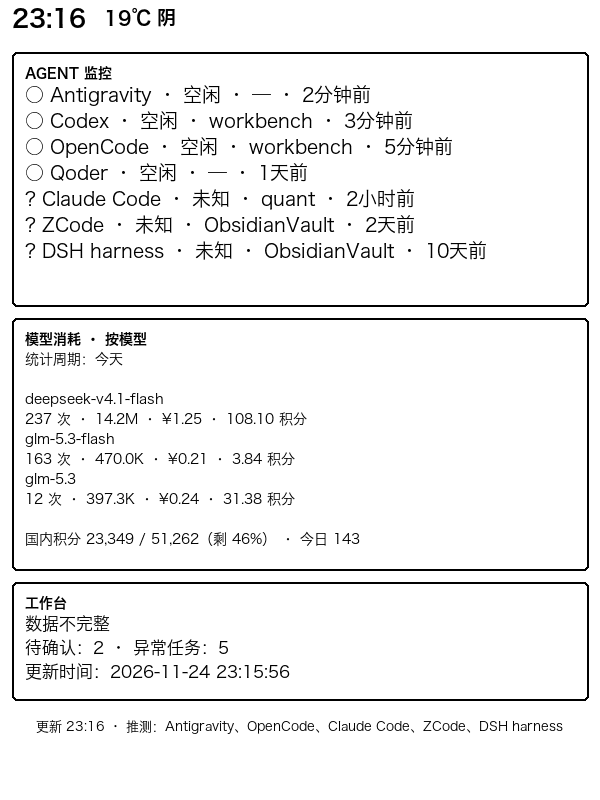 23:16 19℃ 阴
AGENT 监控
○ Antigravity · 空闲 · — · 2分钟前
○ Codex · 空闲 · workbench · 3分钟前
○ OpenCode · 空闲 · workbench · 5分钟前
○ Qoder · 空闲 · — · 1天前
? Claude Code · 未知 · quant · 2小时前
? ZCode · 未知 · ObsidianVault · 2天前
? DSH harness · 未知 · ObsidianVault · 10天前
模型消耗 · 按模型
统计周期：今天
deepseek-v4.1-flash
237 次 · 14.2M · ¥1.25 · 108.10 积分
glm-5.3-flash
163 次 · 470.0K · ¥0.21 · 3.84 积分
glm-5.3
12 次 · 397.3K · ¥0.24 · 31.38 积分
国内积分 23,349 / 51,262（剩 46%） · 今日 143
工作台
数据不完整
待确认：2 · 异常任务：5
更新时间：2026-11-24 23:15:56
更新 23:16 · 推测：Antigravity、OpenCode、Claude Code、ZCode、DSH harness